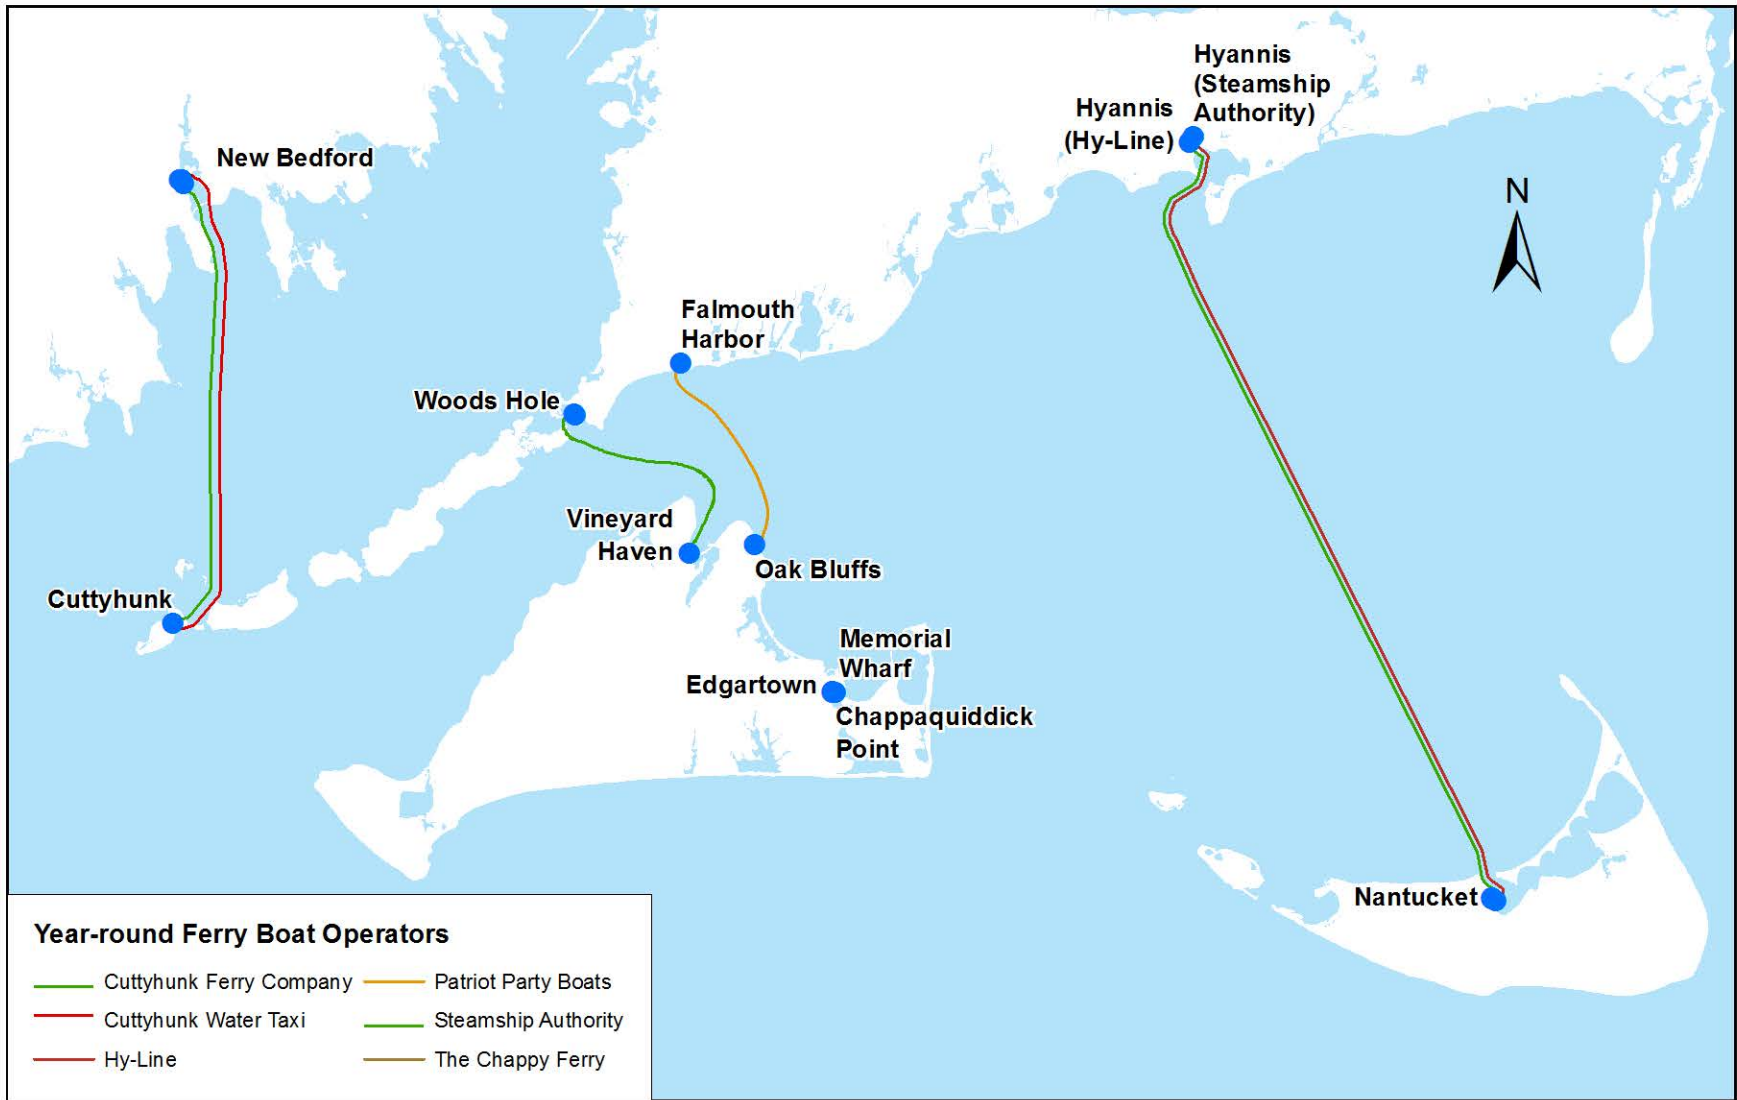 Hyannis
(Steamship
Authority)
Hyannis
(Hy-Line)
N
New Bedford
Falmouth
Harbor
Woods Hole
Vineyard
Haven
Oak Bluffs
Cuttyhunk
Memorial
Wharf
Edgartown
Chappaquiddick
Point
Nantucket
Year-round Ferry Boat Operators
Cuttyhunk Ferry Company
Patriot Party Boats
Cuttyhunk Water Taxi
Steamship Authority
Hy-Line
The Chappy Ferry